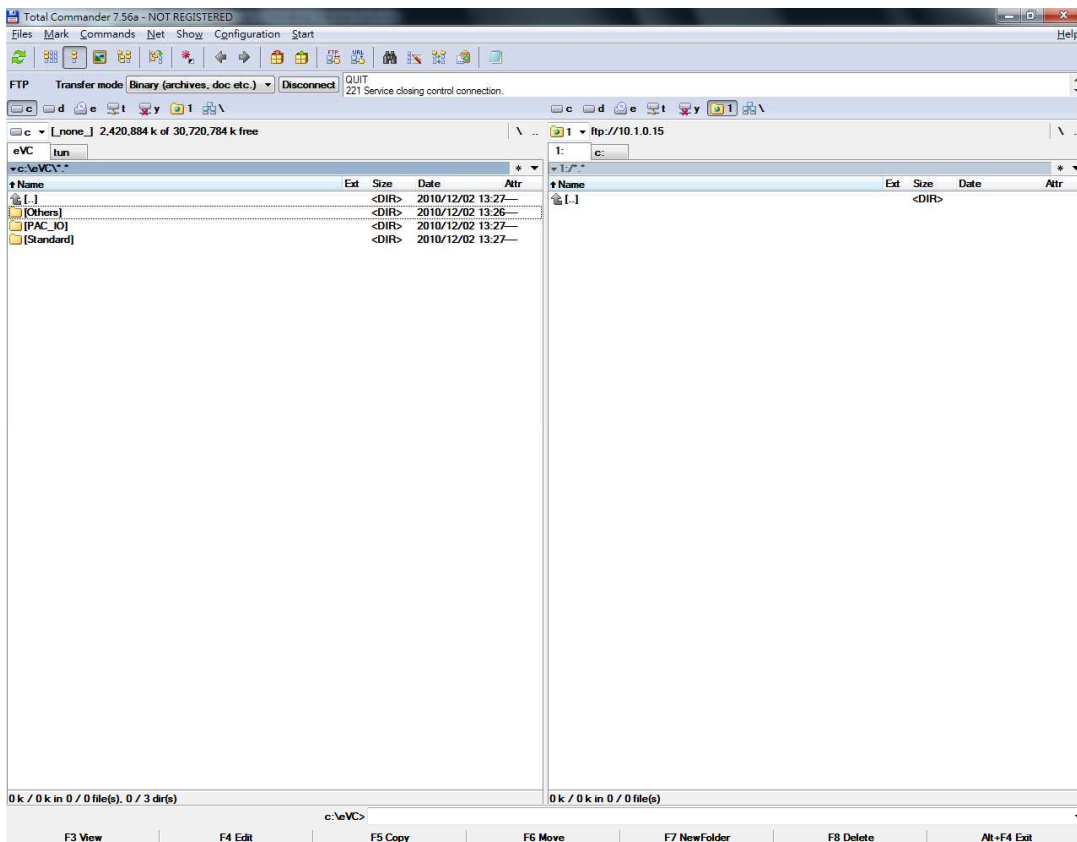 Total Commander 7.56a - NOT REGISTERED
Files Mark Commands Net Show Configuration Start Help
FTP Transfer mode Binary (archives, doc etc.) Disconnect QUIT
221 Service closing control connection.
c d e t y 1 \ c d e t y 1 \
c [_none_] 2,420,884 k of 30,720,784 k free \ .. 1 ftp://10.1.0.15 \ .
eVC tun 1: c:
c:\eVC\*.* * 1:/*.* *
Name Ext Size Date Attr Name Ext Size Date Attr
[..] <DIR> 2010/12/02 13:27---- [..] <DIR>
[Others] <DIR> 2010/12/02 13:26----
[PAC_IO] <DIR> 2010/12/02 13:27----
[Standard] <DIR> 2010/12/02 13:27----
0 k / 0 k in 0 / 0 file(s), 0 / 3 dir(s) 0 k / 0 k in 0 / 0 file(s)
c:\eVC>
F3 View F4 Edit F5 Copy F6 Move F7 NewFolder F8 Delete Alt+F4 Exit